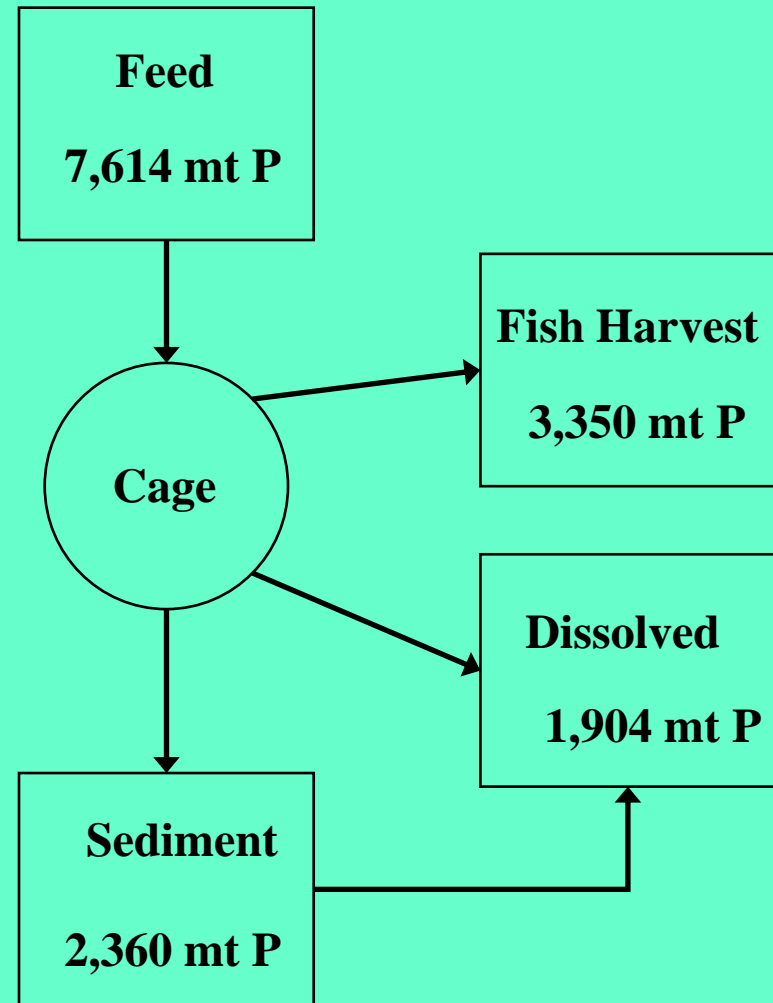 Feed
7,614 mt P
Fish Harvest
3,350 mt P
Cage
Dissolved
1,904 mt P
Sediment
2,360 mt P